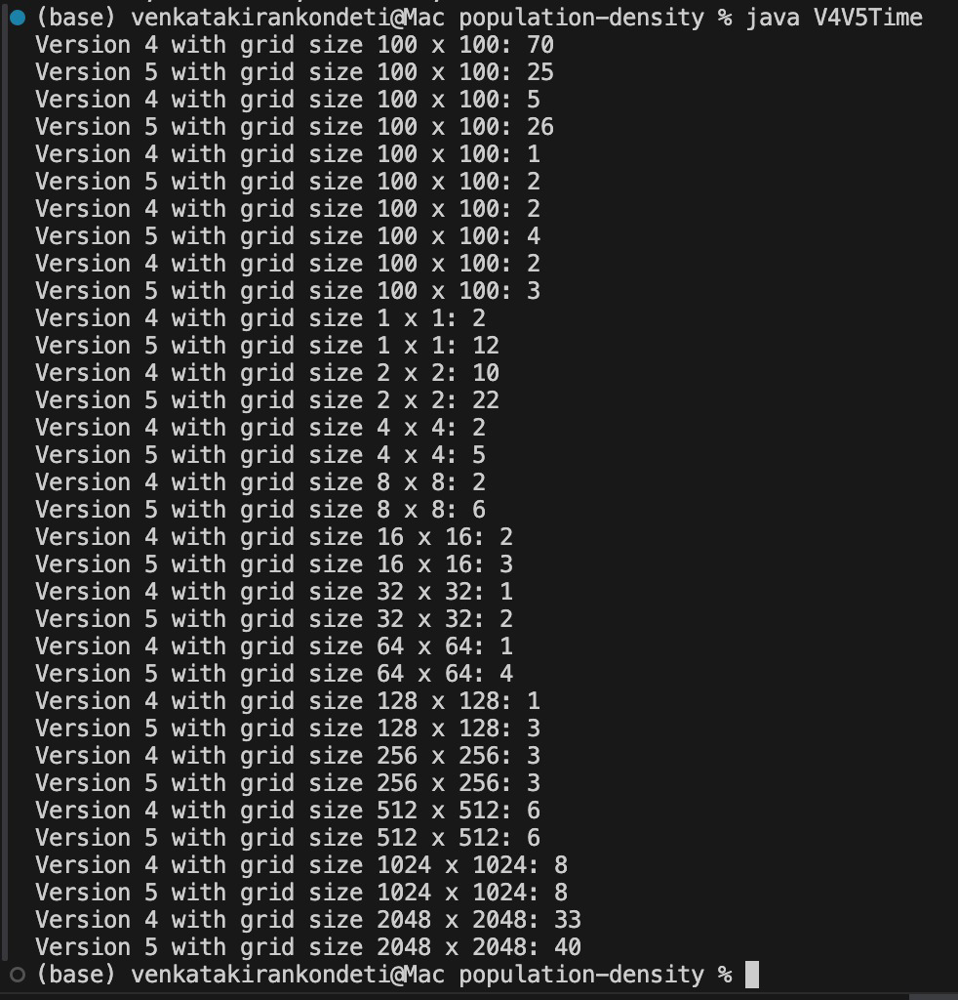 (base) venkatakirankondeti@Mac population-density % java V4V5Time
Version 4 with grid size 100 x 100: 70
Version 5 with grid size 100 x 100: 25
Version 4 with grid size 100 x 100: 5
Version 5 with grid size 100 x 100: 26
Version 4 with grid size 100 x 100: 1
Version 5 with grid size 100 x 100: 2
Version 4 with grid size 100 x 100: 2
Version 5 with grid size 100 x 100: 4
Version 4 with grid size 100 x 100: 2
Version 5 with grid size 100 x 100: 3
Version 4 with grid size 1 x 1: 2
Version 5 with grid size 1 x 1: 12
Version 4 with grid size 2 x 2: 10
Version 5 with grid size 2 x 2: 22
Version 4 with grid size 4 x 4: 2
Version 5 with grid size 4 x 4: 5
Version 4 with grid size 8 x 8: 2
Version 5 with grid size 8 x 8: 6
Version 4 with grid size 16 x 16: 2
Version 5 with grid size 16 x 16: 3
Version 4 with grid size 32 x 32: 1
Version 5 with grid size 32 x 32: 2
Version 4 with grid size 64 x 64: 1
Version 5 with grid size 64 x 64: 4
Version 4 with grid size 128 x 128: 1
Version 5 with grid size 128 x 128: 3
Version 4 with grid size 256 x 256: 3
Version 5 with grid size 256 x 256: 3
Version 4 with grid size 512 x 512: 6
Version 5 with grid size 512 x 512: 6
Version 4 with grid size 1024 x 1024: 8
Version 5 with grid size 1024 x 1024: 8
Version 4 with grid size 2048 x 2048: 33
Version 5 with grid size 2048 x 2048: 40
(base) venkatakirankondeti@Mac population-density %